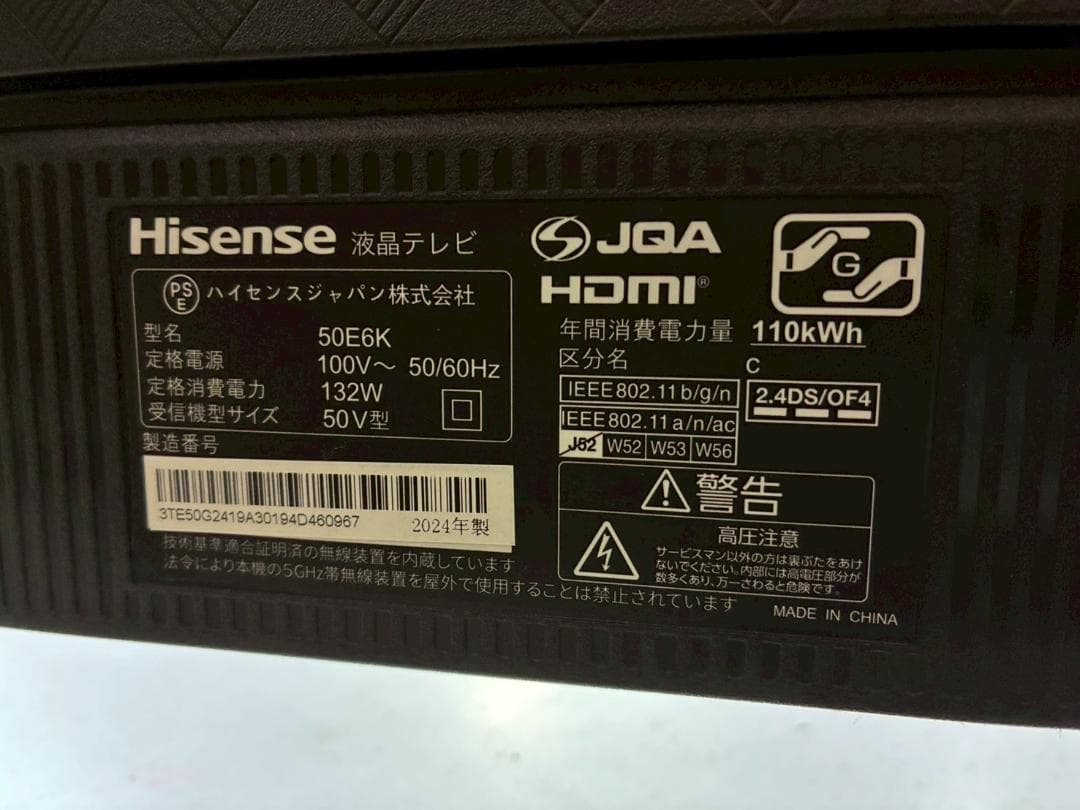 Hisense 液晶テレビ
PS
E
ハイセンスジャパン株式会社
型名 50E6K
定格電源 100V～ 50/60Hz
定格消費電力 132W
受信機型サイズ 50V型
製造番号
3TE50G2419A30194D460967
2024年製
技術基準適合証明済の無線装置を内蔵しています
法令により本機の5GHz帯無線装置を屋外で使用することは禁止されています
JQA
HDMI®
G
年間消費電力量 110kWh
区分名 C
IEEE802.11b/g/n
2.4DS/OF4
IEEE802.11a/n/ac
J52 W52 W53 W56
警告
高圧注意
サービスマン以外の方は裏ぶたをあけ
ないでください。内部には高電圧部分が
数多くあり、万一さわると危険です。
MADE IN CHINA